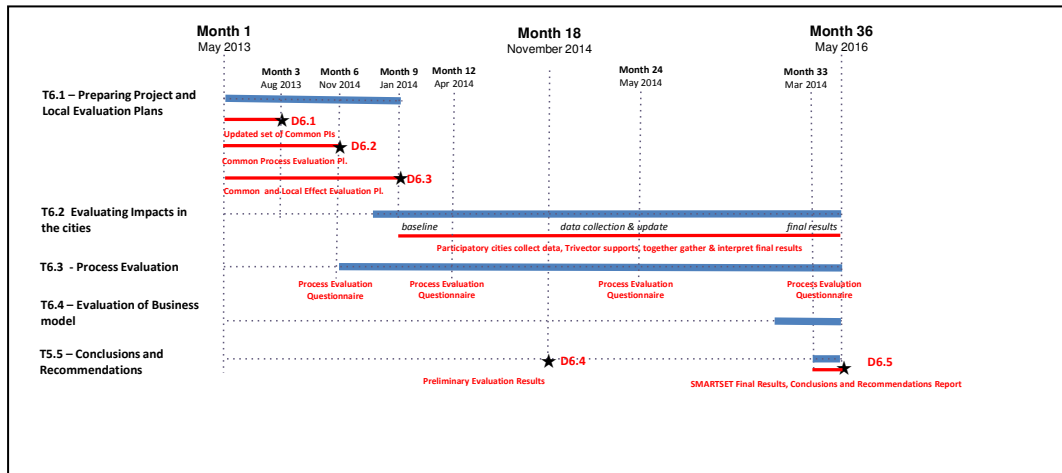 Month 1
May 2013
Month 18
November 2014
Month 36
May 2016
Month 3
Aug 2013
Month 6
Nov 2014
Month 9
Jan 2014
Month 12
Apr 2014
Month 24
May 2014
Month 33
Mar 2014
T6.1 – Preparing Project and
Local Evaluation Plans
D6.1
Updated set of Common PIs
D6.2
Common Process Evaluation Pl.
D6.3
Common and Local Effect Evaluation Pl.
T6.2 Evaluating Impacts in
the cities
baseline
data collection & update
final results
Participatory cities collect data, Trivector supports, together gather & interpret final results
T6.3 - Process Evaluation
Process Evaluation
Questionnaire
Process Evaluation
Questionnaire
Process Evaluation
Questionnaire
Process Evaluation
Questionnaire
T6.4 – Evaluation of Business
model
T5.5 – Conclusions and
Recommendations
D6.4
Preliminary Evaluation Results
D6.5
SMARTSET Final Results, Conclusions and Recommendations Report